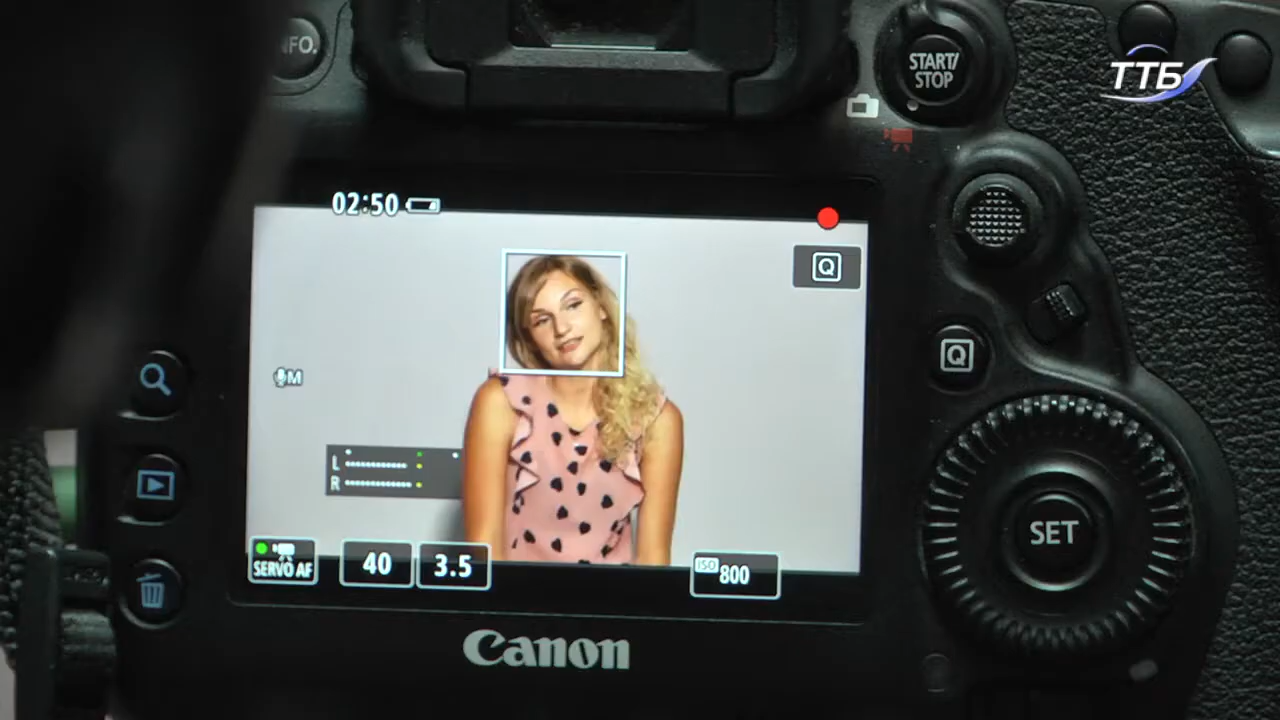 INFO.
START/
STOP
ТТБ
02:50
Q
Q
M
L
R
SERVO AF
40
3.5
ISO 800
SET
Canon